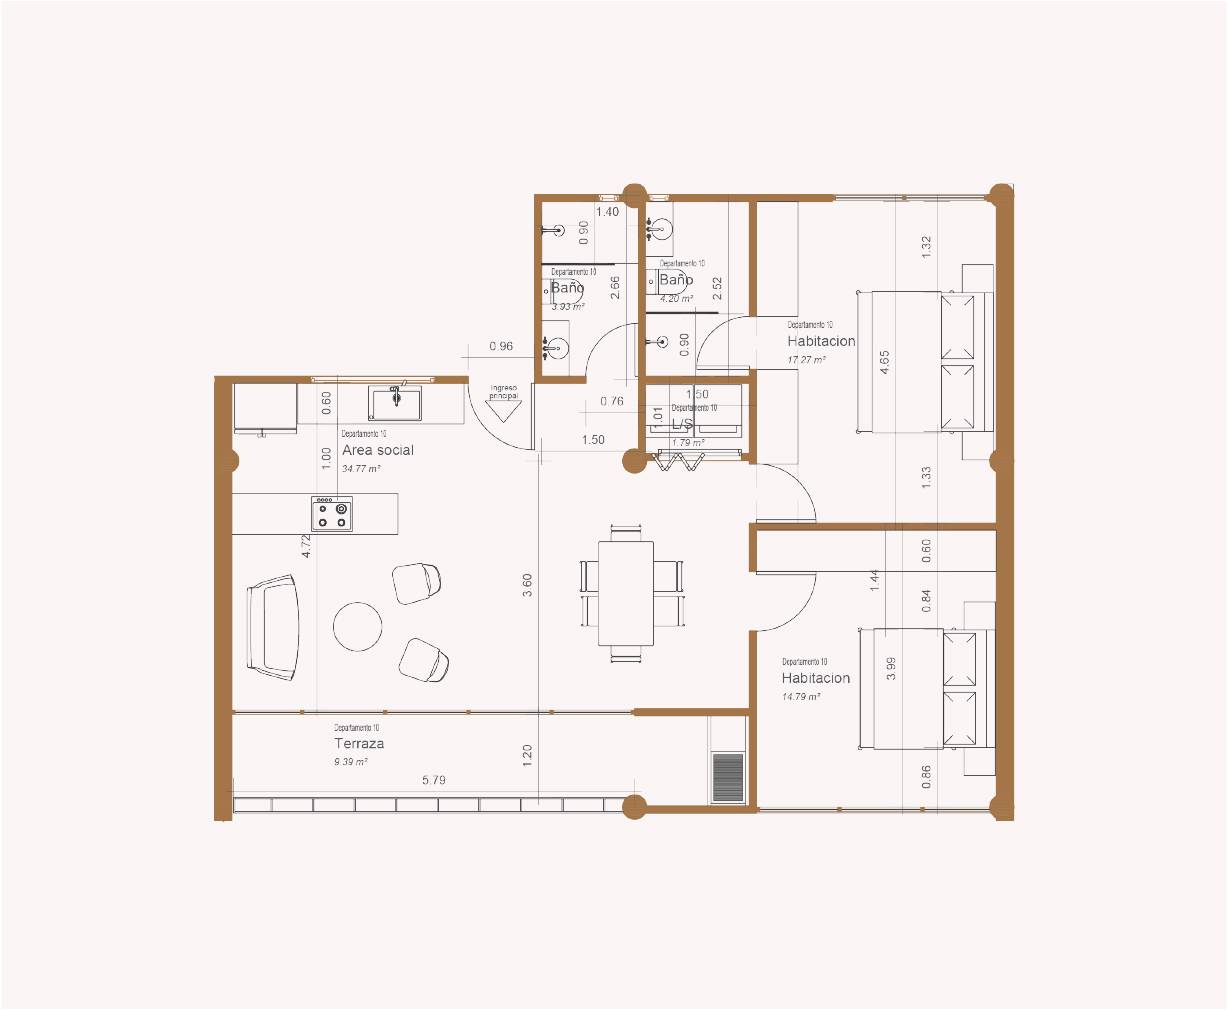 1.40
0.90
Departamento 10
Baño
3.93 m²
2.66
Departamento 10
Baño
4.20 m²
2.52
0.90
1.32
Departamento 10
Habitacion
17.27 m²
4.65
1.33
0.96
Ingreso
principal
0.76
1.50
1.50
1.01
Departamento 10
L/S
1.79 m²
0.60
1.00
Departamento 10
Area social
34.77 m²
4.72
3.60
0.60
1.44
0.84
Departamento 10
Habitacion
14.79 m²
3.99
0.86
Departamento 10
Terraza
9.39 m²
1.20
5.79